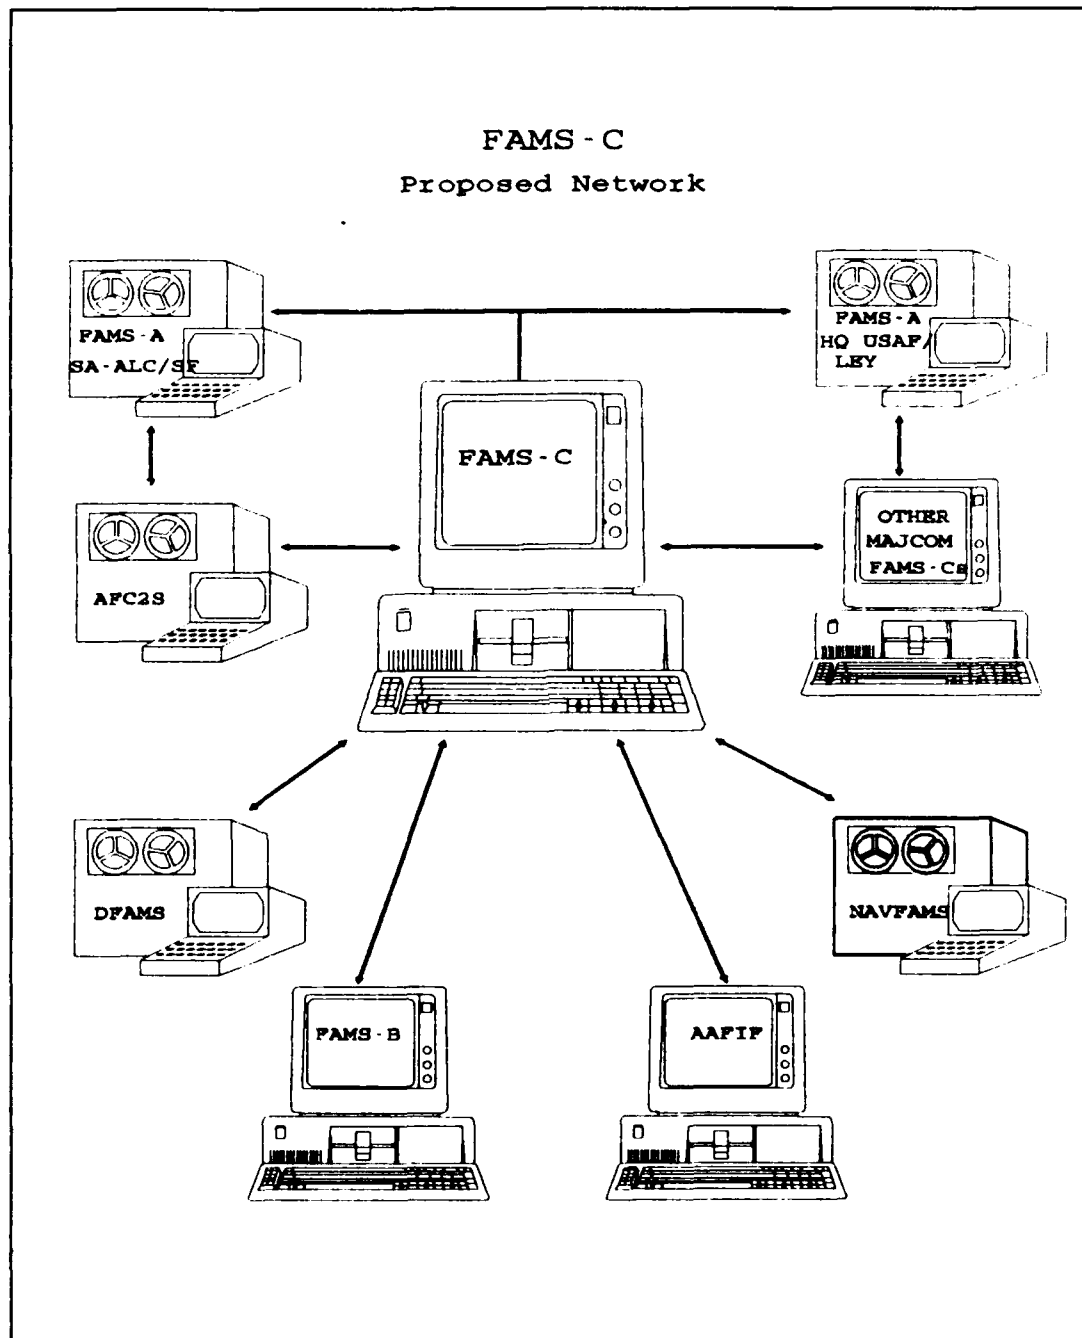 FAMS-C
Proposed Network
FAMS-A
SA-ALC/SF
FAMS-A
HQ USAF/
LEY
FAMS-C
OTHER
MAJCOM
FAMS-Cs
AFC2S
DFAMS
NAVFAMS
FAMS-B
AAFIF